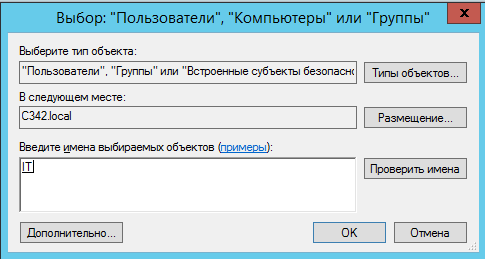 Выбор: "Пользователи", "Компьютеры" или "Группы"
x
Выберите тип объекта:
"Пользователи", "Группы" или "Встроенные субъекты безопасно
Типы объектов...
В следующем месте:
C342.local
Размещение...
Введите имена выбираемых объектов (примеры):
IT
Проверить имена
Дополнительно...
OK
Отмена